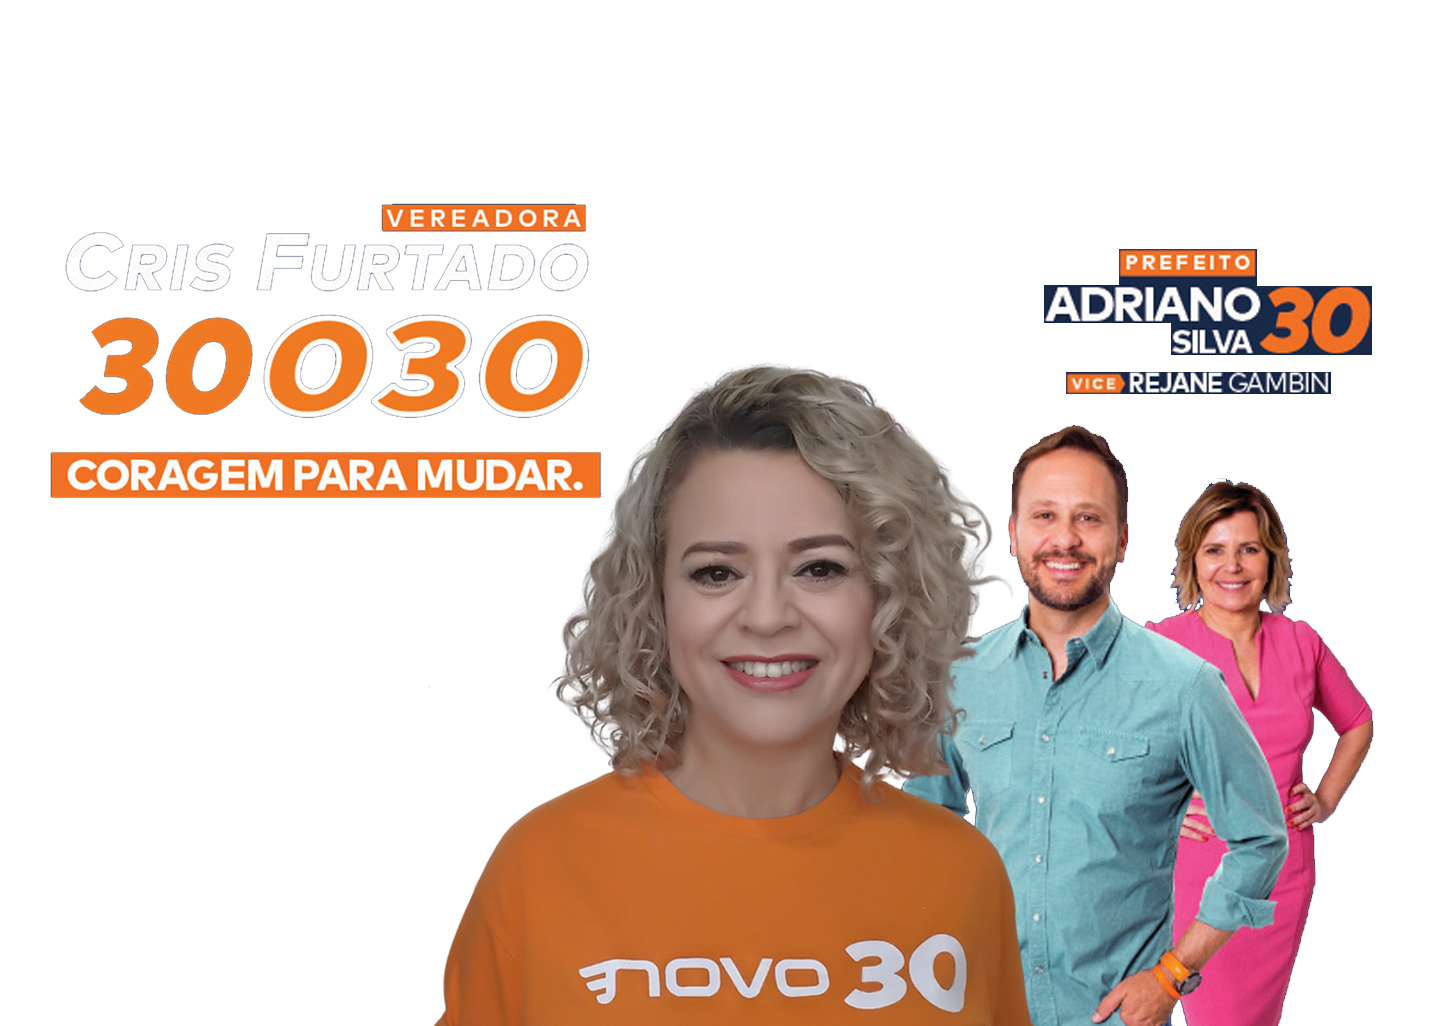 VEREADORA
CRIS FURTADO
30030
CORAGEM PARA MUDAR.
PREFEITO
ADRIANO 30
SILVA
VICE REJANE GAMBIN
NOVO 30